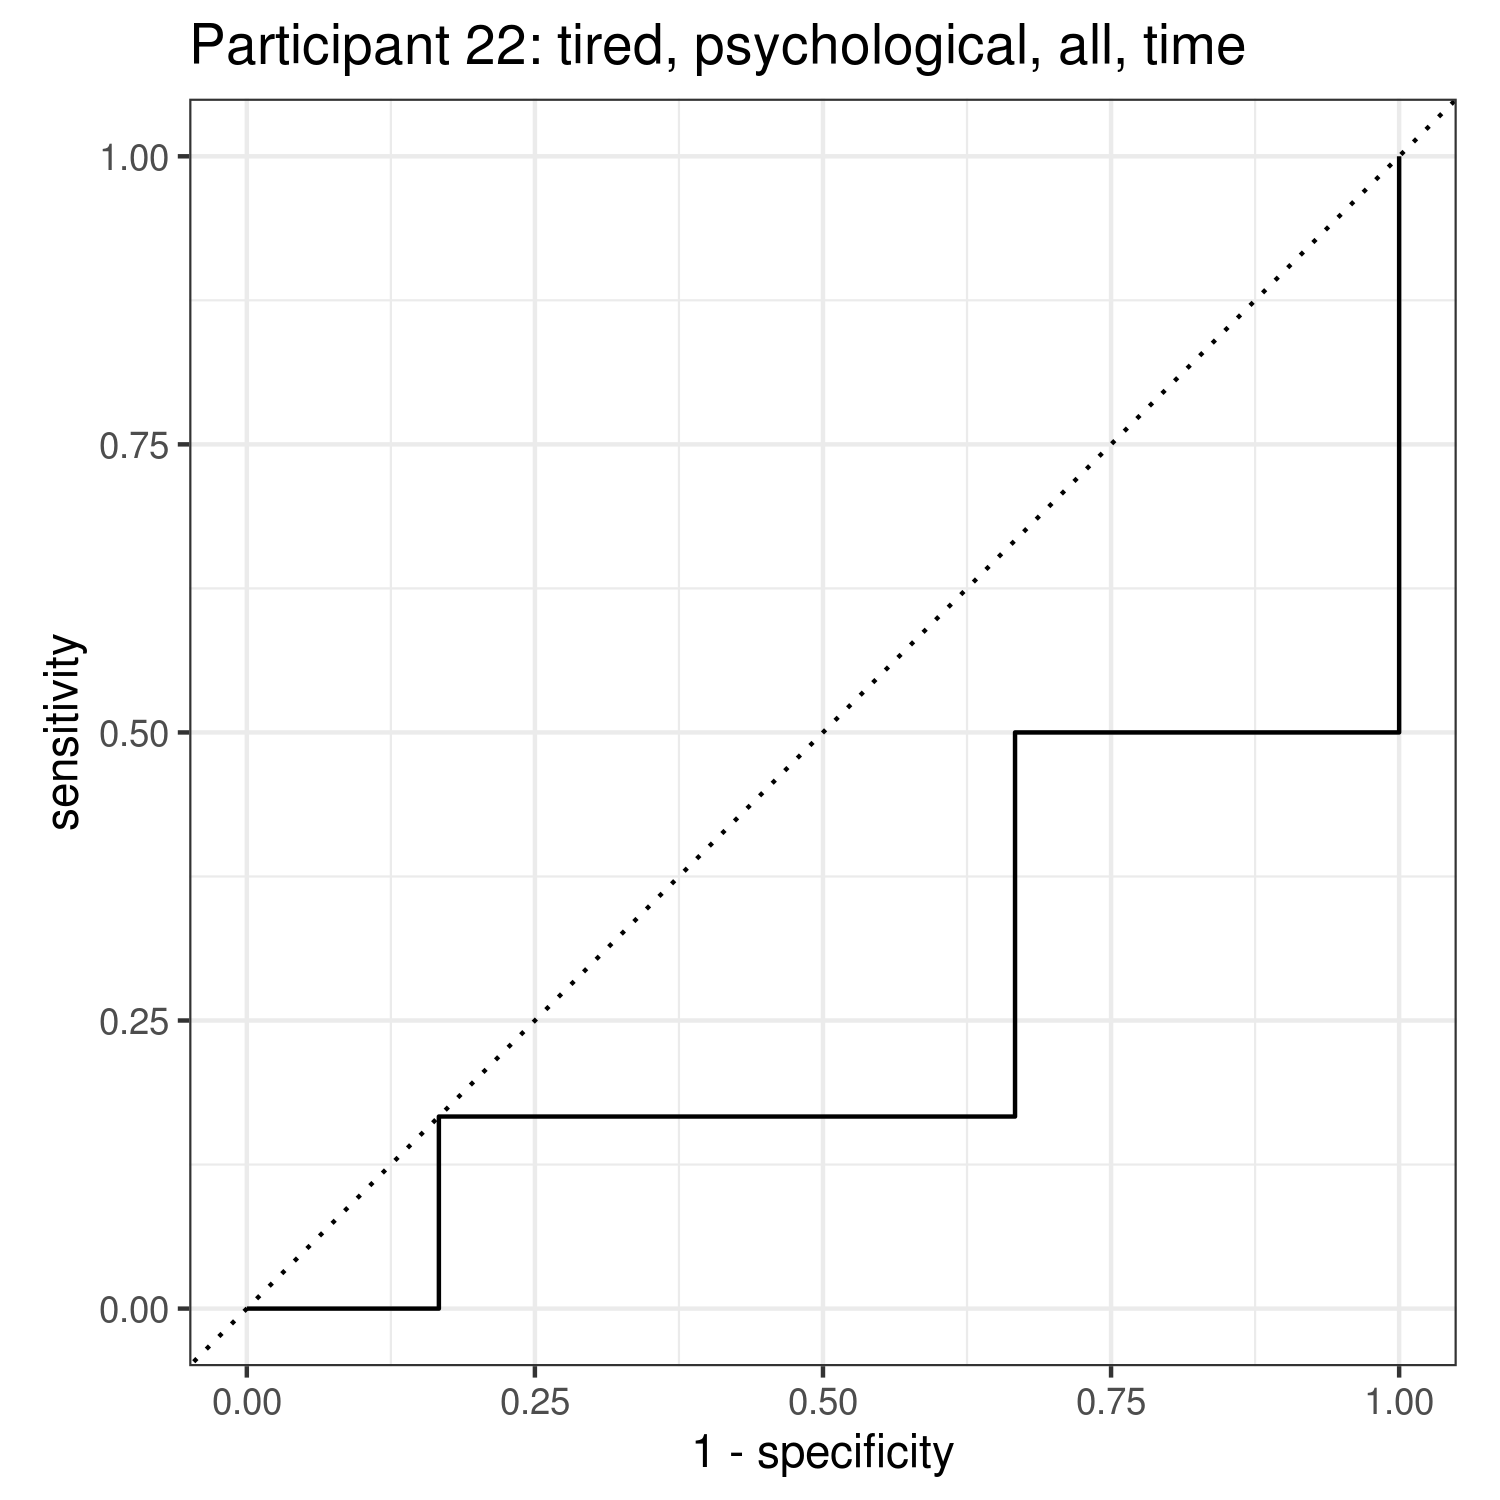 Participant 22: tired, psychological, all, time
1.00
0.75
0.50
0.25
0.00
sensitivity
0.00 0.25 0.50 0.75 1.00
1 - specificity